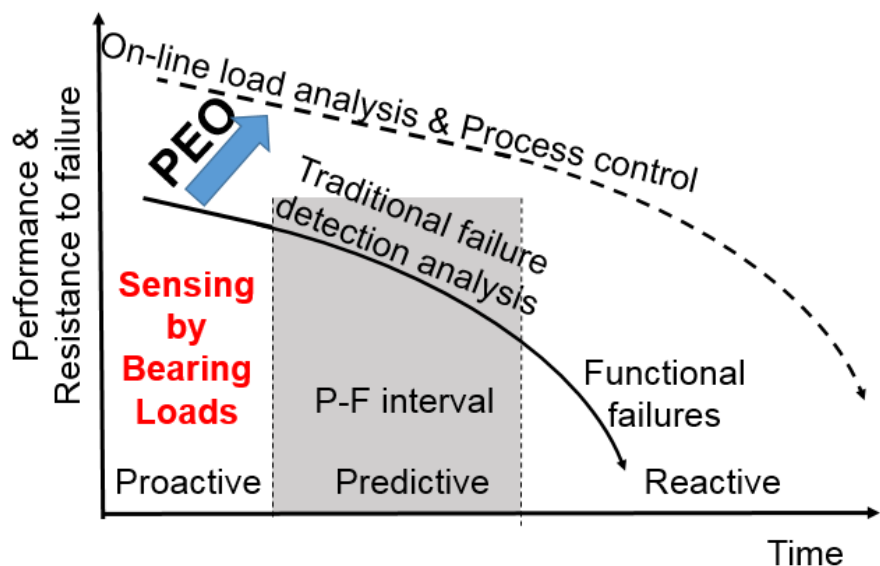 Performance &
Resistance to failure
On-line load analysis & Process control
PEO
Traditional failure
detection analysis
Sensing
by
Bearing
Loads
P-F interval
Functional
failures
Proactive
Predictive
Reactive
Time